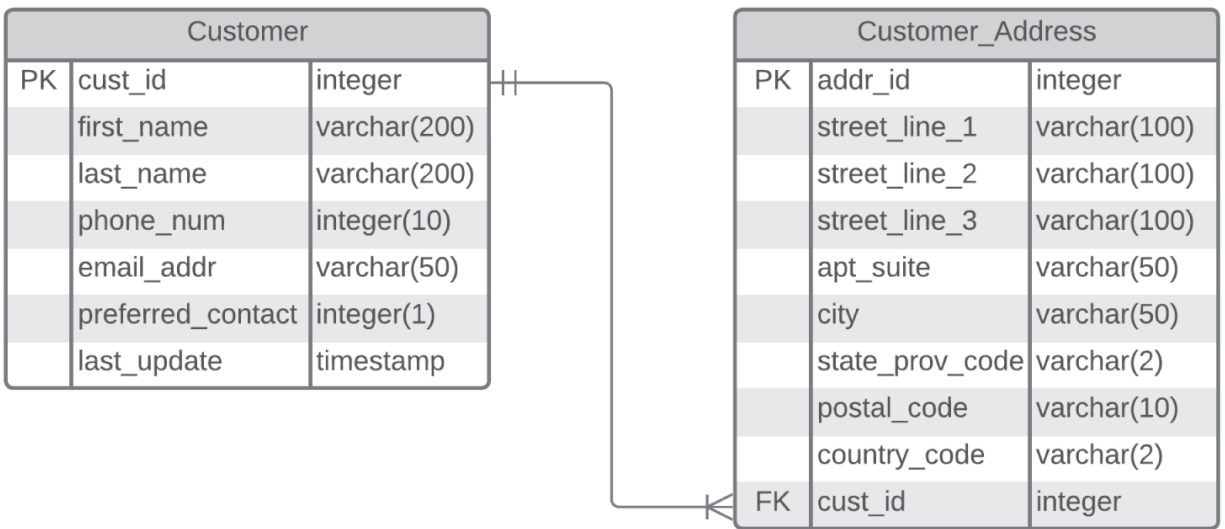 Customer
PK cust_id integer
first_name varchar(200)
last_name varchar(200)
phone_num integer(10)
email_addr varchar(50)
preferred_contact integer(1)
last_update timestamp
Customer_Address
PK addr_id integer
street_line_1 varchar(100)
street_line_2 varchar(100)
street_line_3 varchar(100)
apt_suite varchar(50)
city varchar(50)
state_prov_code varchar(2)
postal_code varchar(10)
country_code varchar(2)
FK cust_id integer